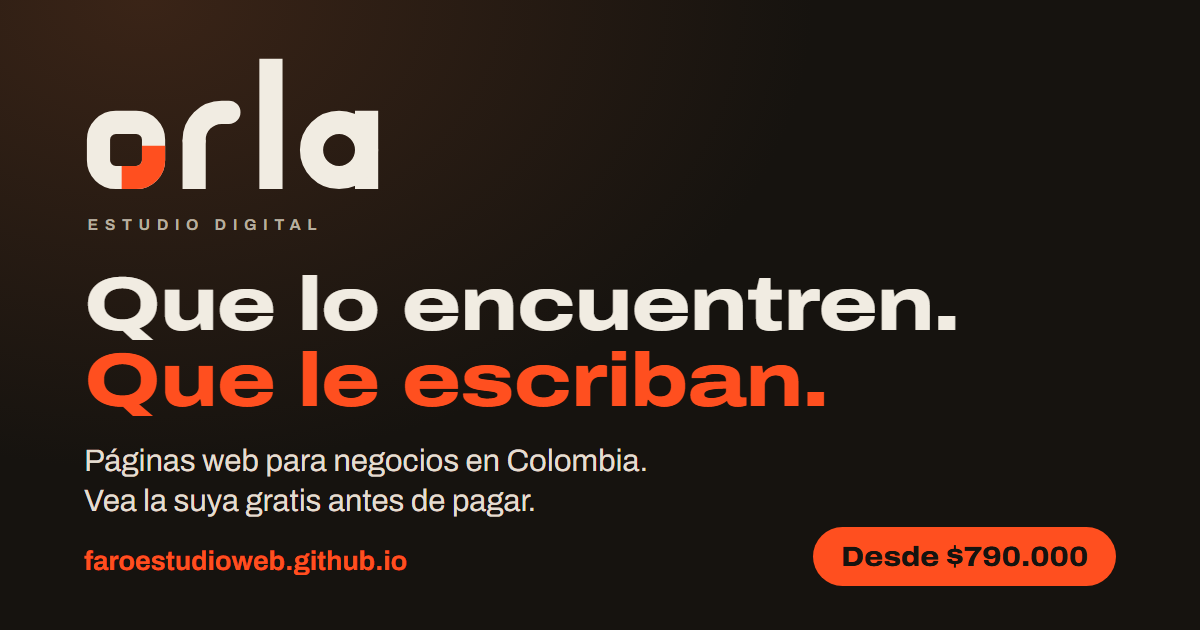 orla
ESTUDIO DIGITAL
Que lo encuentren.
Que le escriban.
Páginas web para negocios en Colombia.
Vea la suya gratis antes de pagar.
faroestudioweb.github.io
Desde $790.000